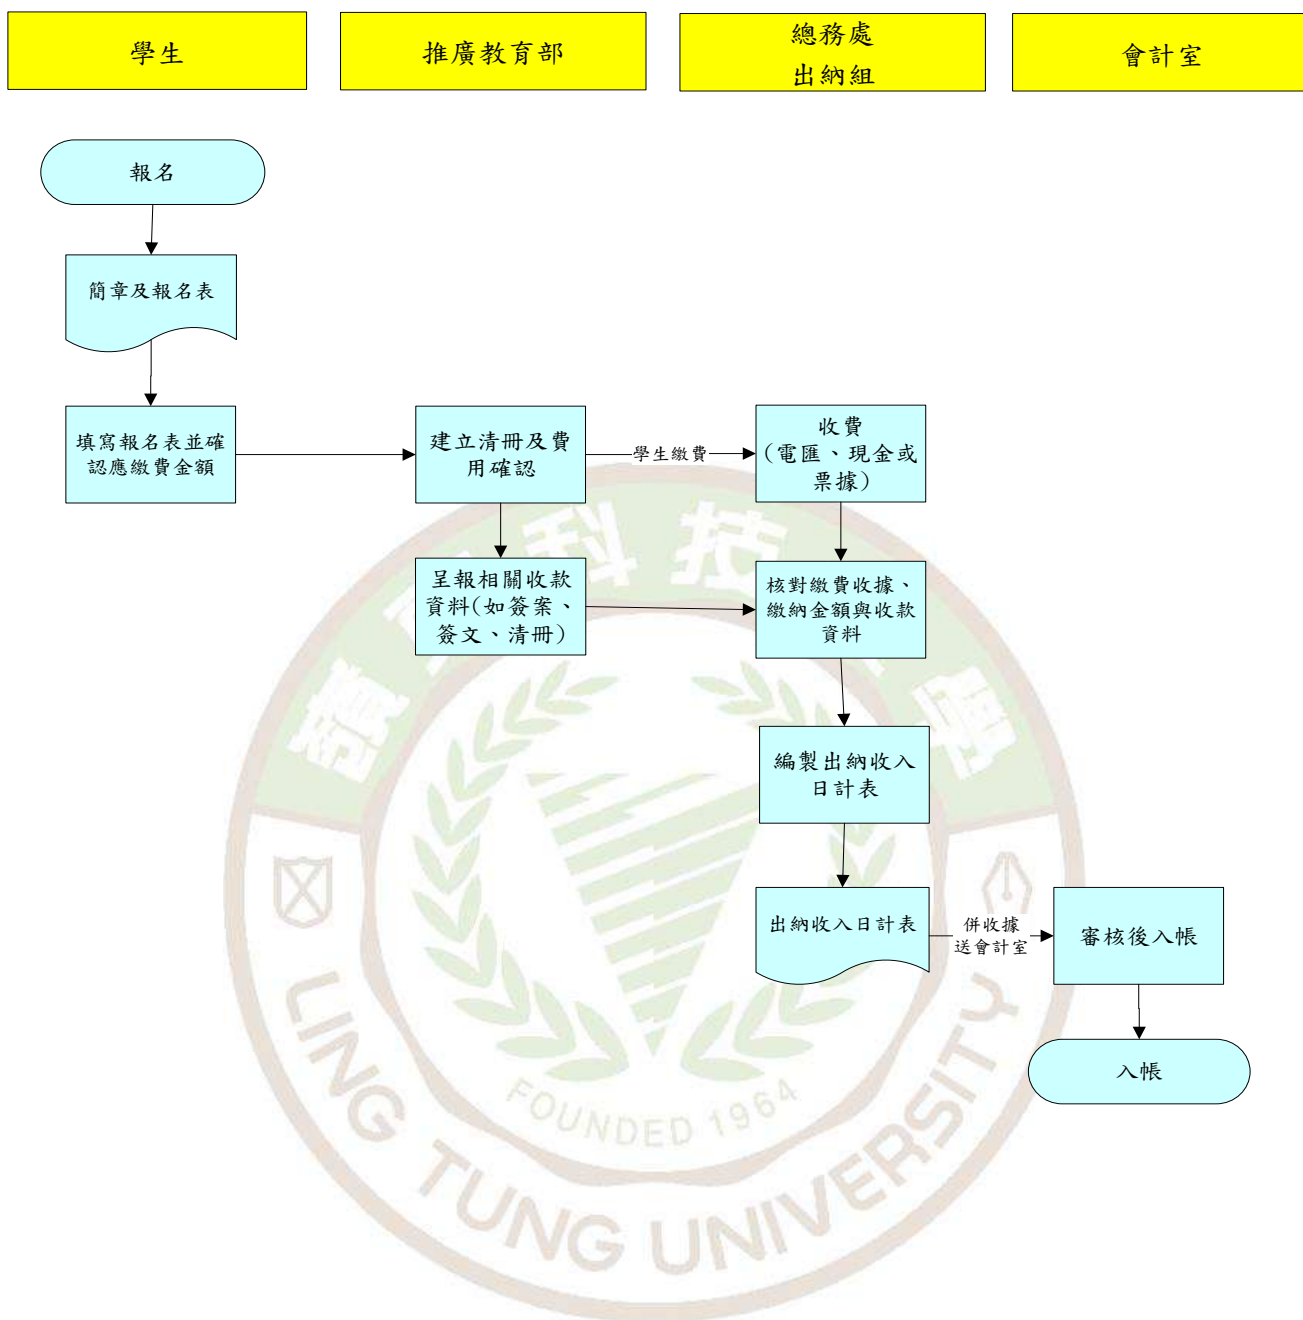 學生
推廣教育部
總務處
出納組
會計室
報名
簡章及報名表
填寫報名表並確
認應繳費金額
建立清冊及費
用確認
學生繳費
收費
(電匯、現金或
票據)
呈報相關收款
資料(如簽案、
簽文、清冊)
核對繳費收據、
繳納金額與收款
資料
編製出納收入
日計表
出納收入日計表
併收據
送會計室
審核後入帳
入帳
科技
FOUNDED 1964
LING TUNG UNIVERSITY